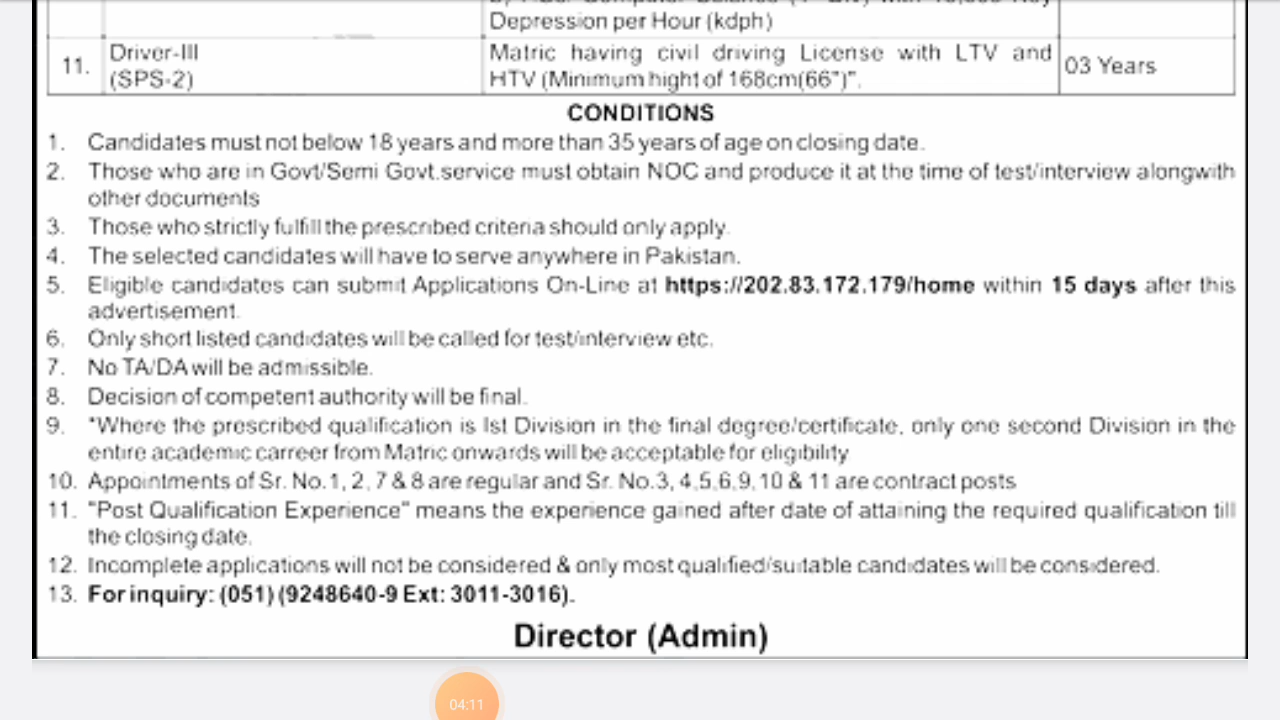 Depression per Hour (kdph)
11. Driver-III (SPS-2) Matric having civil driving License with LTV and HTV (Minimum hight of 168cm(66")". 03 Years
CONDITIONS
1. Candidates must not below 18 years and more than 35 years of age on closing date.
2. Those who are in Govt/Semi Govt.service must obtain NOC and produce it at the time of test/interview alongwith
other documents
3. Those who strictly fulfill the prescribed criteria should only apply.
4. The selected candidates will have to serve anywhere in Pakistan.
5. Eligible candidates can submit Applications On-Line at https://202.83.172.179/home within 15 days after this
advertisement.
6. Only short listed candidates will be called for test/interview etc.
7. No TA/DA will be admissible.
8. Decision of competent authority will be final.
9. "Where the prescribed qualification is Ist Division in the final degree/certificate, only one second Division in the
entire academic carreer from Matric onwards will be acceptable for eligibility
10. Appointments of Sr. No.1, 2, 7 & 8 are regular and Sr. No.3, 4,5,6,9,10 & 11 are contract posts
11. "Post Qualification Experience" means the experience gained after date of attaining the required qualification till
the closing date.
12. Incomplete applications will not be considered & only most qualified/suitable candidates will be considered.
13. For inquiry: (051) (9248640-9 Ext: 3011-3016).
Director (Admin)
04:11